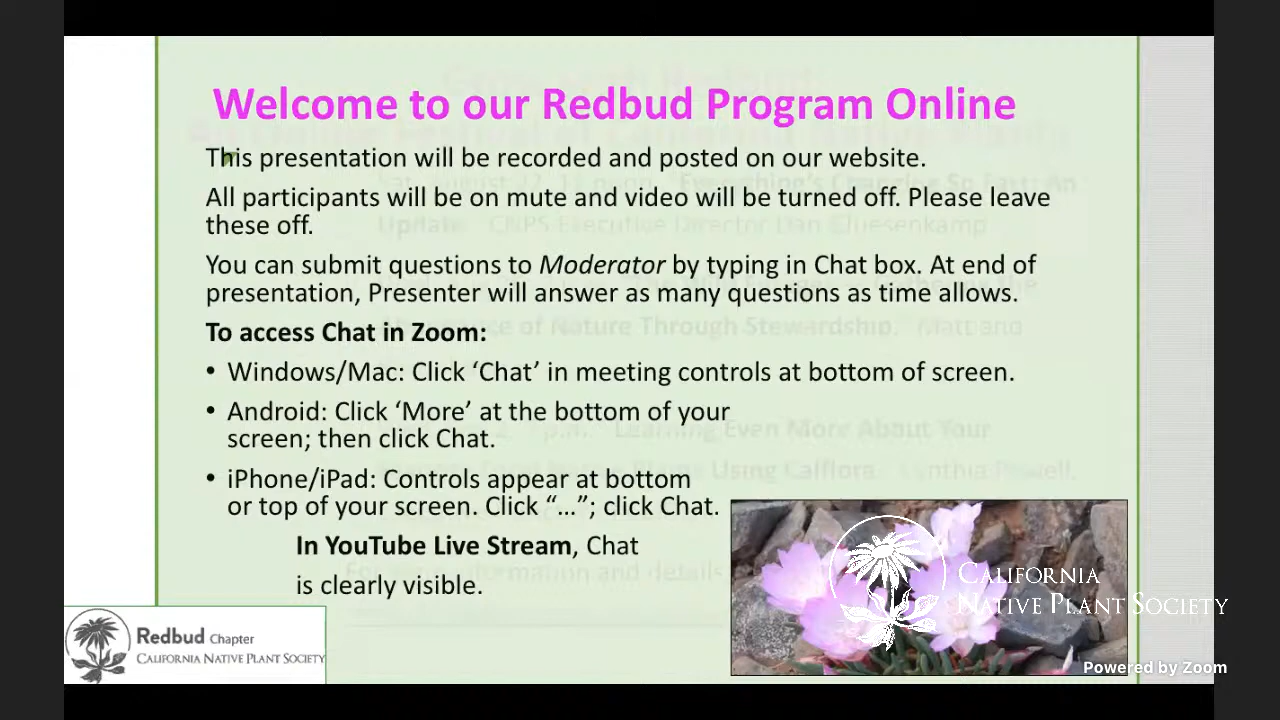 Welcome to our Redbud Program Online
This presentation will be recorded and posted on our website.
All participants will be on mute and video will be turned off. Please leave
these off.
You can submit questions to Moderator by typing in Chat box. At end of
presentation, Presenter will answer as many questions as time allows.
To access Chat in Zoom:
• Windows/Mac: Click ‘Chat’ in meeting controls at bottom of screen.
• Android: Click ‘More’ at the bottom of your
screen; then click Chat.
• iPhone/iPad: Controls appear at bottom
or top of your screen. Click “…”; click Chat.
In YouTube Live Stream, Chat
is clearly visible.
Redbud Chapter
CALIFORNIA NATIVE PLANT SOCIETY
CALIFORNIA
NATIVE PLANT SOCIETY
Powered by Zoom